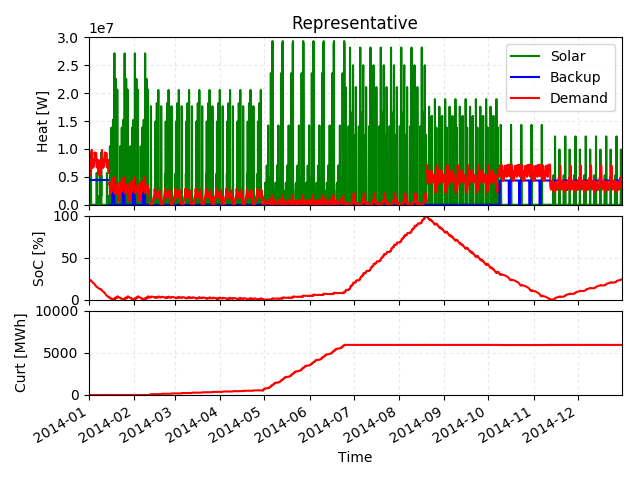 Representative
1e7
3.0
2.5
2.0
1.5
1.0
0.5
0.0
Heat [W]
Solar
Backup
Demand
100
50
0
SoC [%]
10000
5000
0
Curt [MWh]
2014-01
2014-02
2014-03
2014-04
2014-05
2014-06
2014-07
2014-08
2014-09
2014-10
2014-11
2014-12
Time